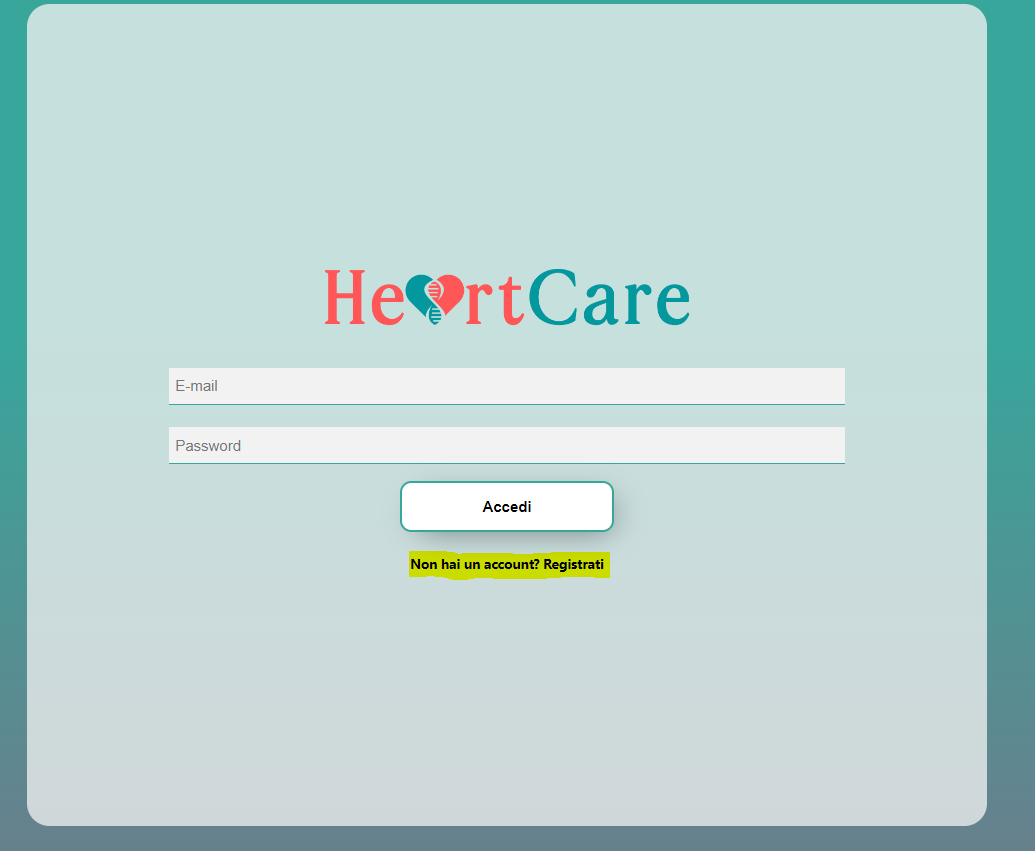 HeartCare
E-mail
Password
Accedi
Non hai un account? Registrati